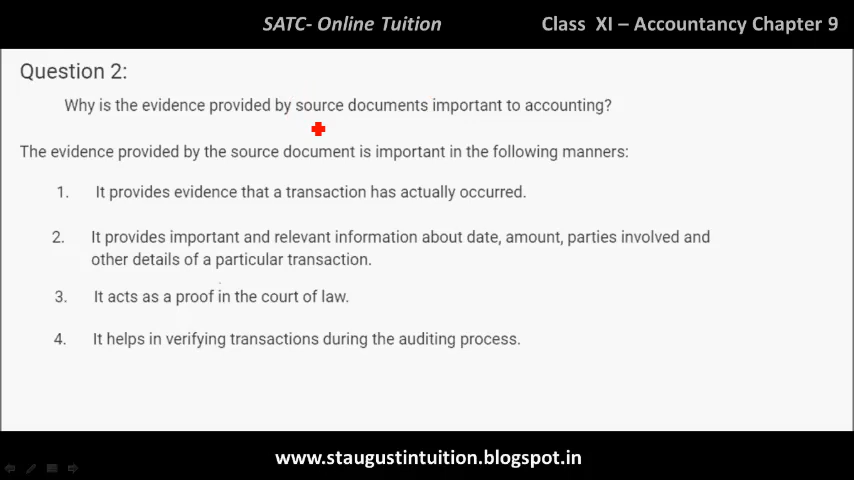 SATC- Online Tuition Class XI – Accountancy Chapter 9
Question 2:
Why is the evidence provided by source documents important to accounting?
The evidence provided by the source document is important in the following manners:
1. It provides evidence that a transaction has actually occurred.
2. It provides important and relevant information about date, amount, parties involved and
other details of a particular transaction.
3. It acts as a proof in the court of law.
4. It helps in verifying transactions during the auditing process.
www.staugustintuition.blogspot.in